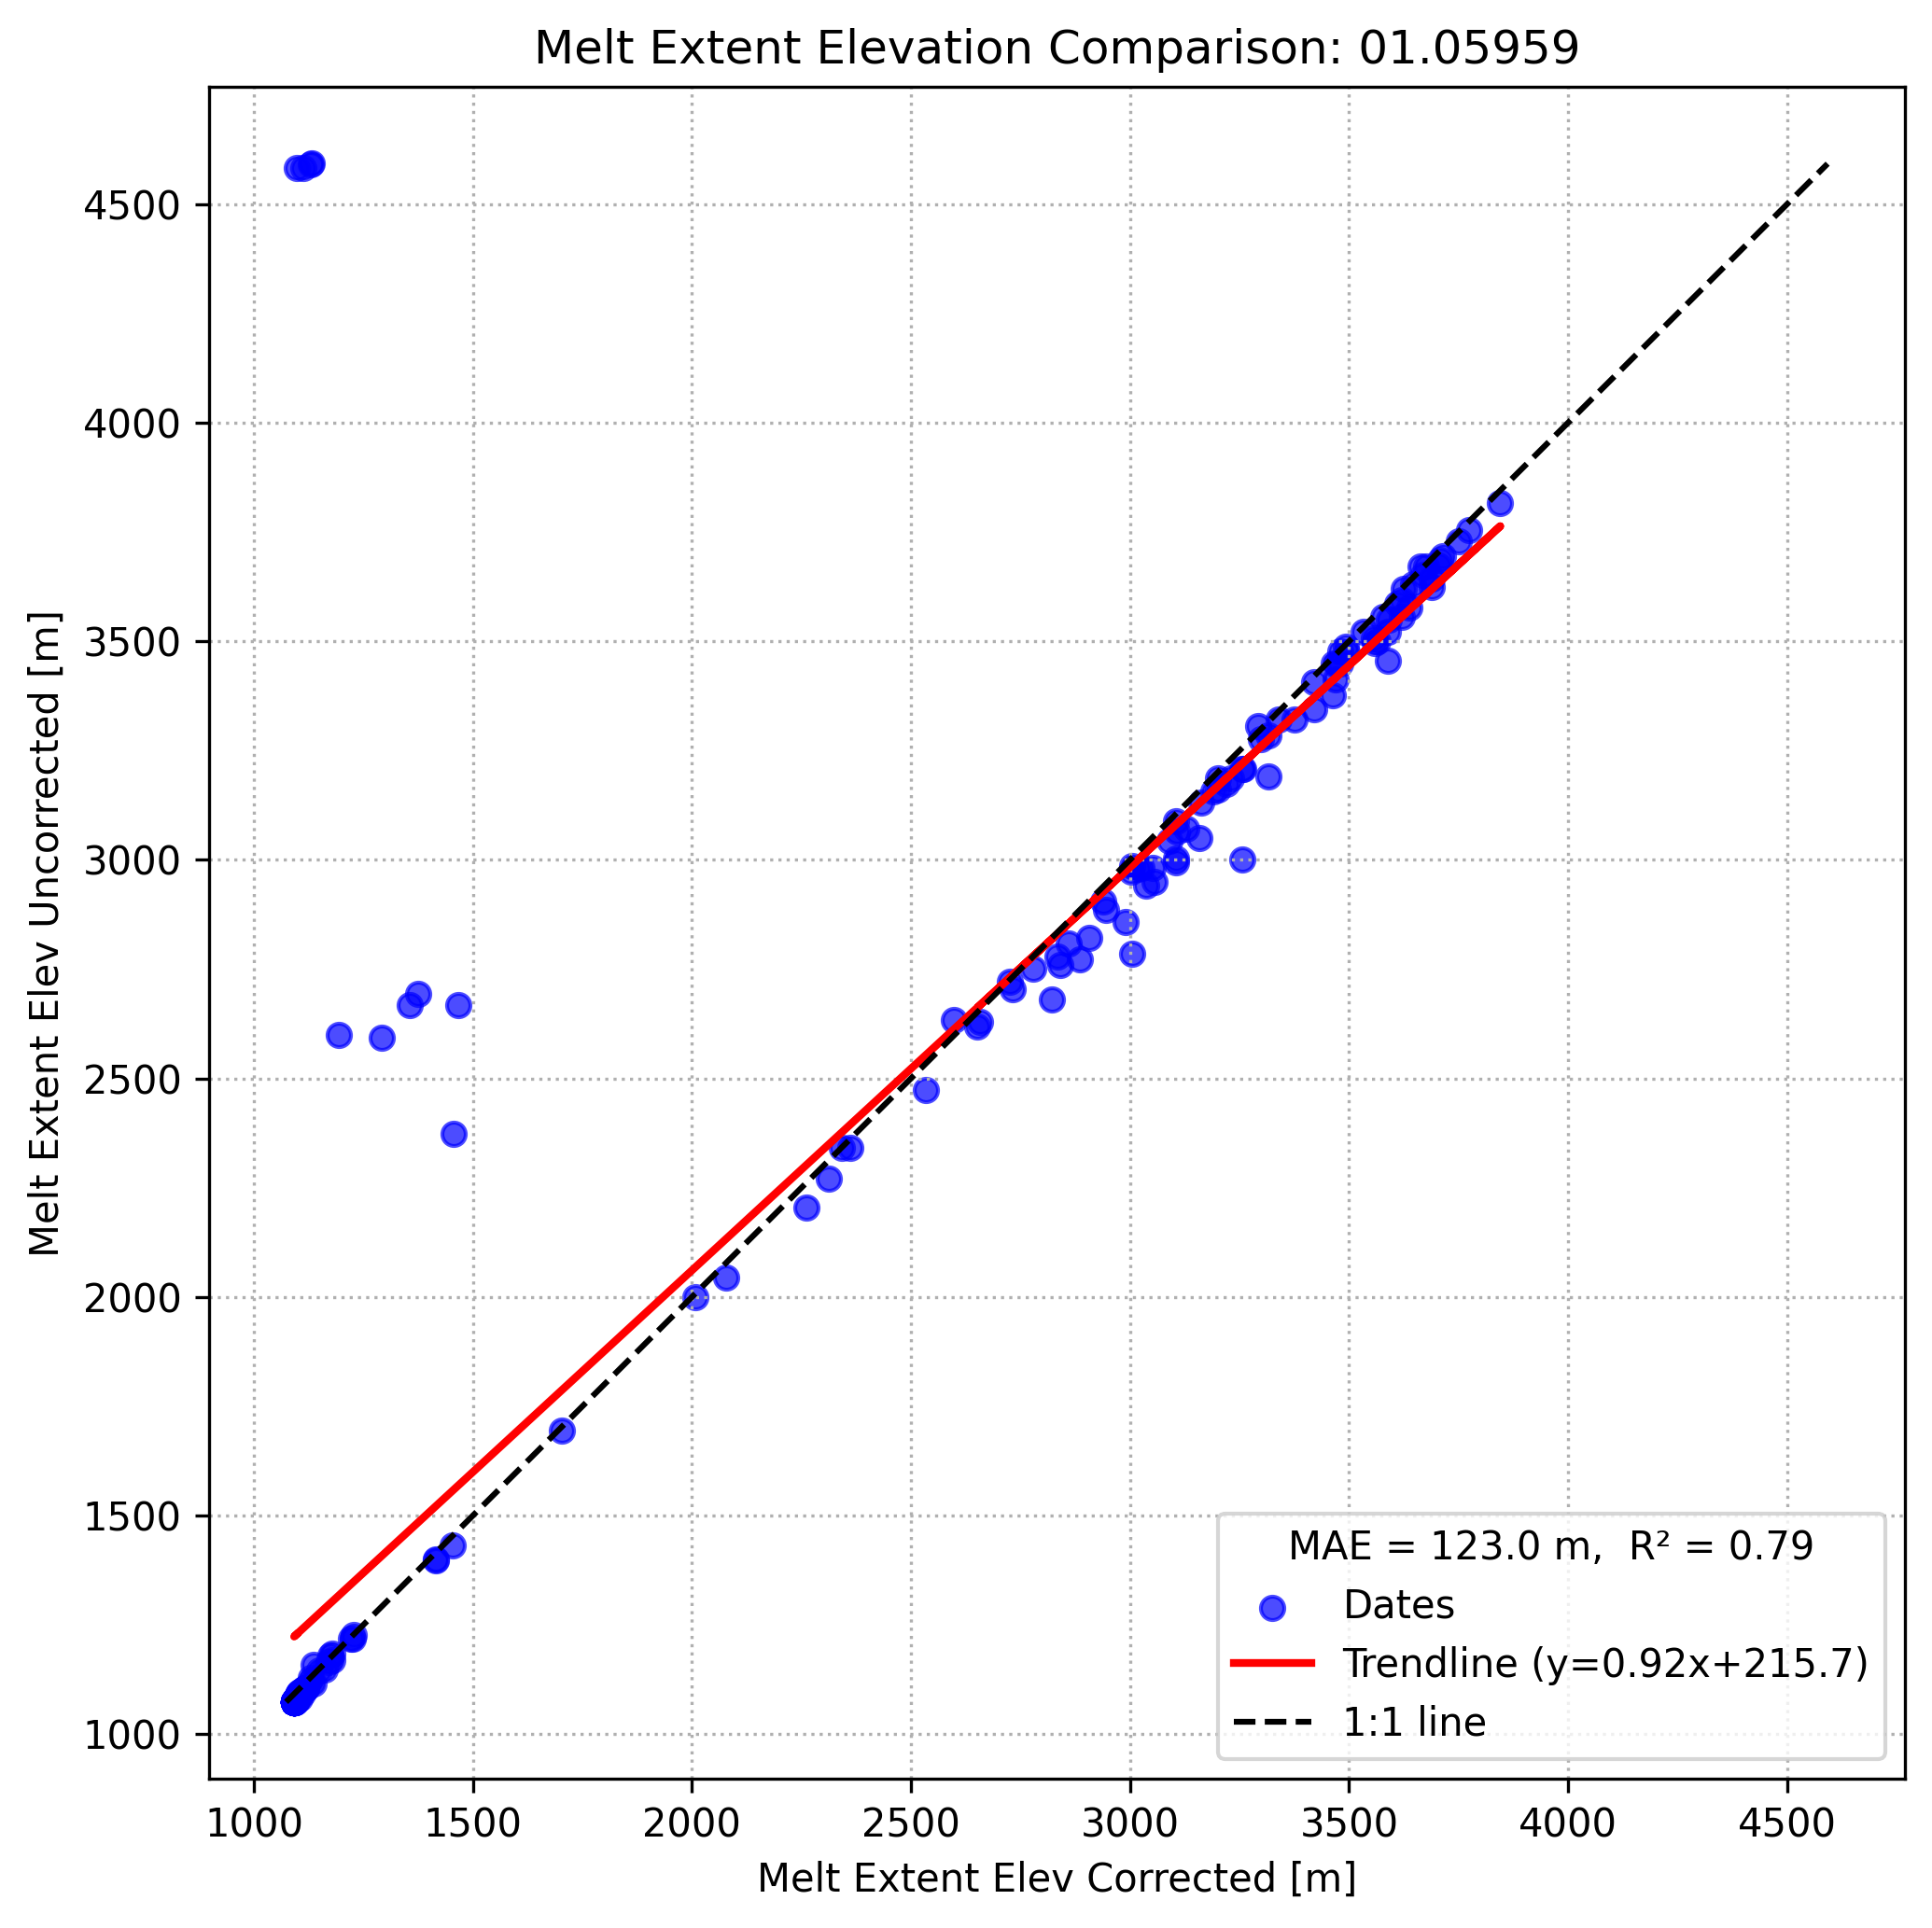 Melt Extent Elevation Comparison: 01.05959
Melt Extent Elev Uncorrected [m]
4500
4000
3500
3000
2500
2000
1500
1000
MAE = 123.0 m,  R² = 0.79
Dates
Trendline (y=0.92x+215.7)
1:1 line
1000 1500 2000 2500 3000 3500 4000 4500
Melt Extent Elev Corrected [m]